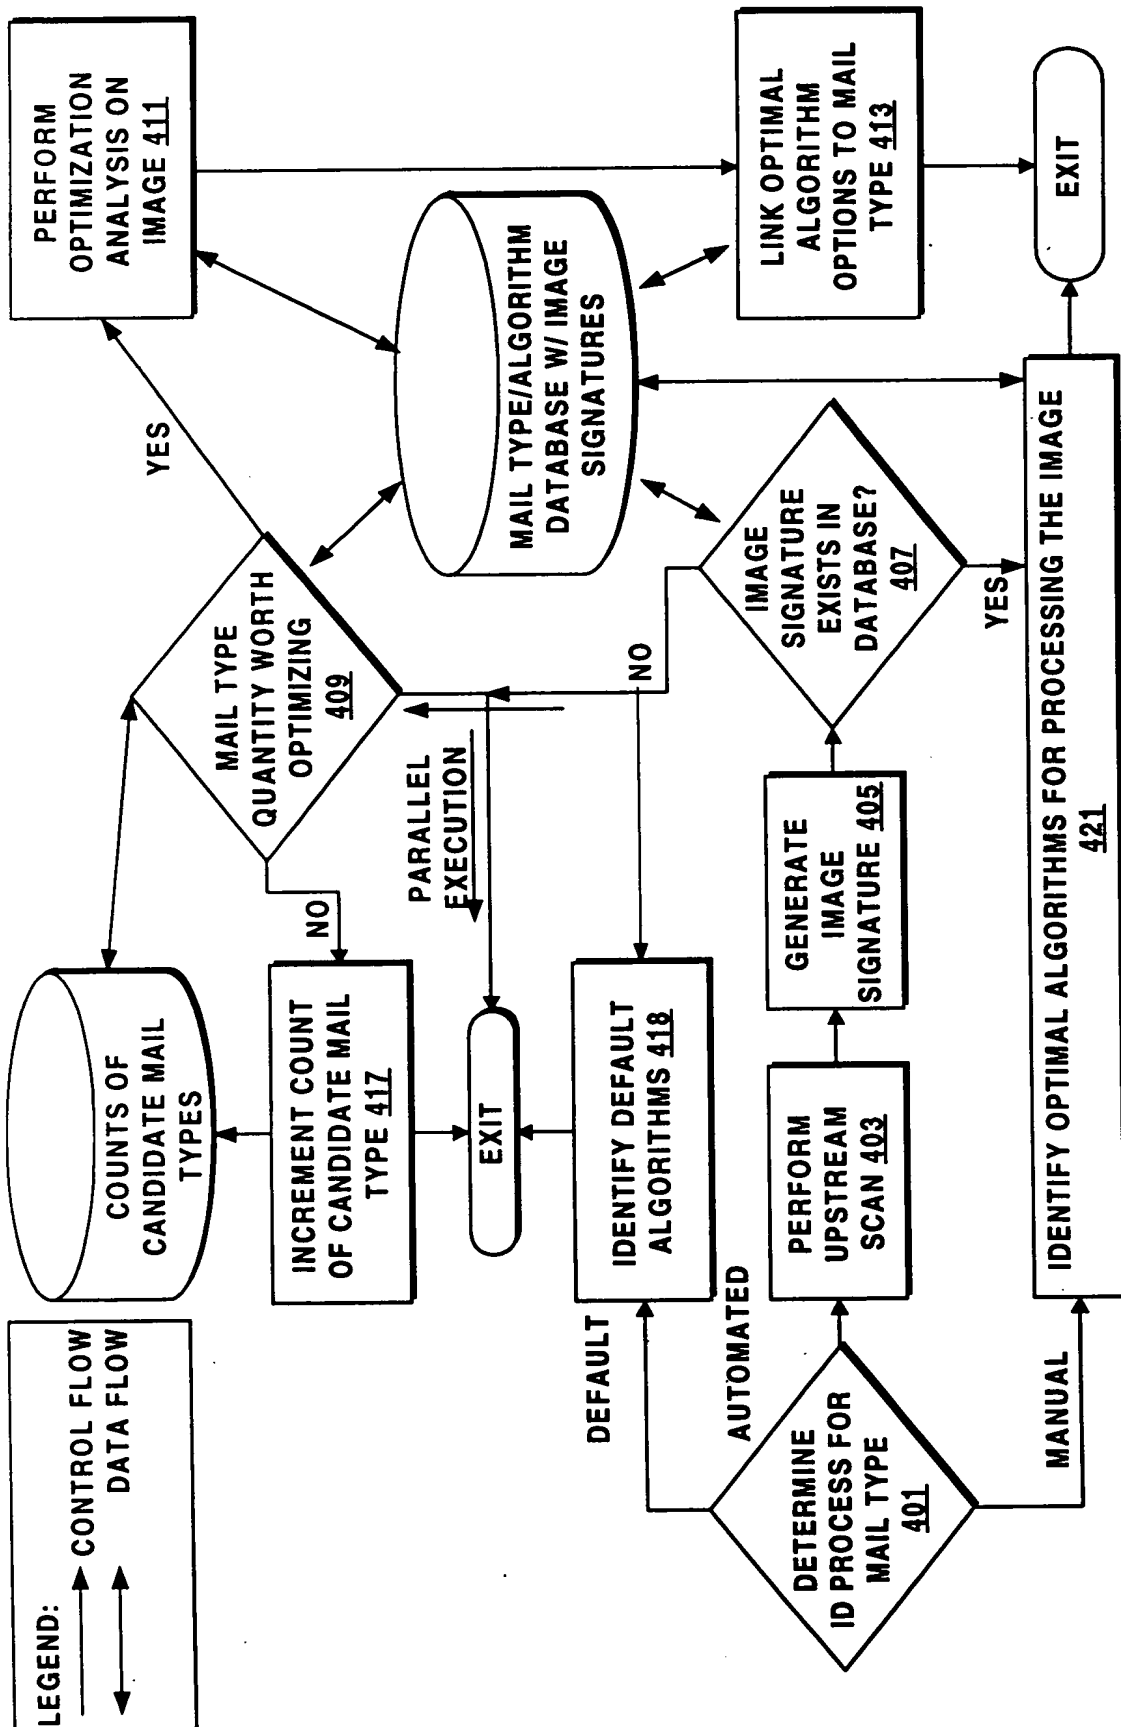 LEGEND:
CONTROL FLOW
DATA FLOW
COUNTS OF
CANDIDATE MAIL
TYPES
INCREMENT COUNT
OF CANDIDATE MAIL
TYPE 417
NO
MAIL TYPE
QUANTITY WORTH
OPTIMIZING
409
YES
PERFORM
OPTIMIZATION
ANALYSIS ON
IMAGE 411
PARALLEL
EXECUTION
EXIT
MAIL TYPE/ALGORITHM
DATABASE W/ IMAGE
SIGNATURES
DEFAULT
IDENTIFY DEFAULT
ALGORITHMS 418
NO
LINK OPTIMAL
ALGORITHM
OPTIONS TO MAIL
TYPE 413
AUTOMATED
DETERMINE
ID PROCESS FOR
MAIL TYPE
401
PERFORM
UPSTREAM
SCAN 403
GENERATE
IMAGE
SIGNATURE 405
IMAGE
SIGNATURE
EXISTS IN
DATABASE?
407
YES
EXIT
MANUAL
IDENTIFY OPTIMAL ALGORITHMS FOR PROCESSING THE IMAGE
421